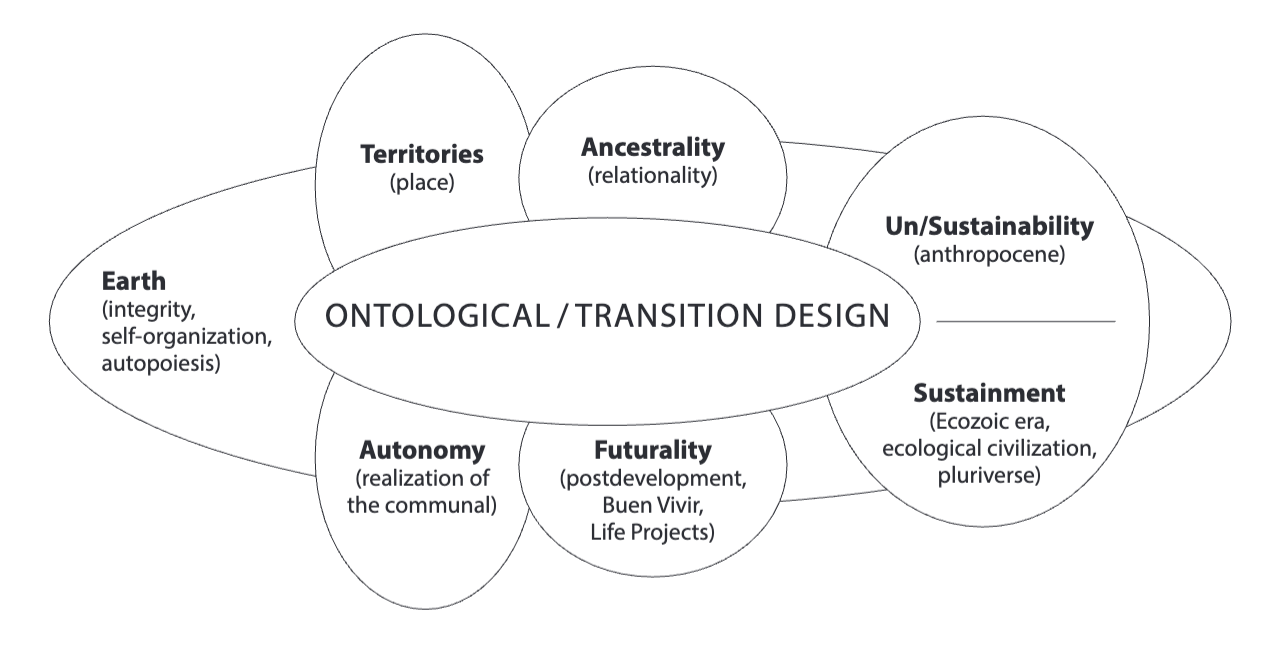 Territories
(place)
Ancestrality
(relationality)
Un/Sustainability
(anthropocene)
Earth
(integrity,
self-organization,
autopoiesis)
ONTOLOGICAL / TRANSITION DESIGN
Sustainment
(Ecozoic era,
ecological civilization,
pluriverse)
Autonomy
(realization of
the communal)
Futurality
(postdevelopment,
Buen Vivir,
Life Projects)